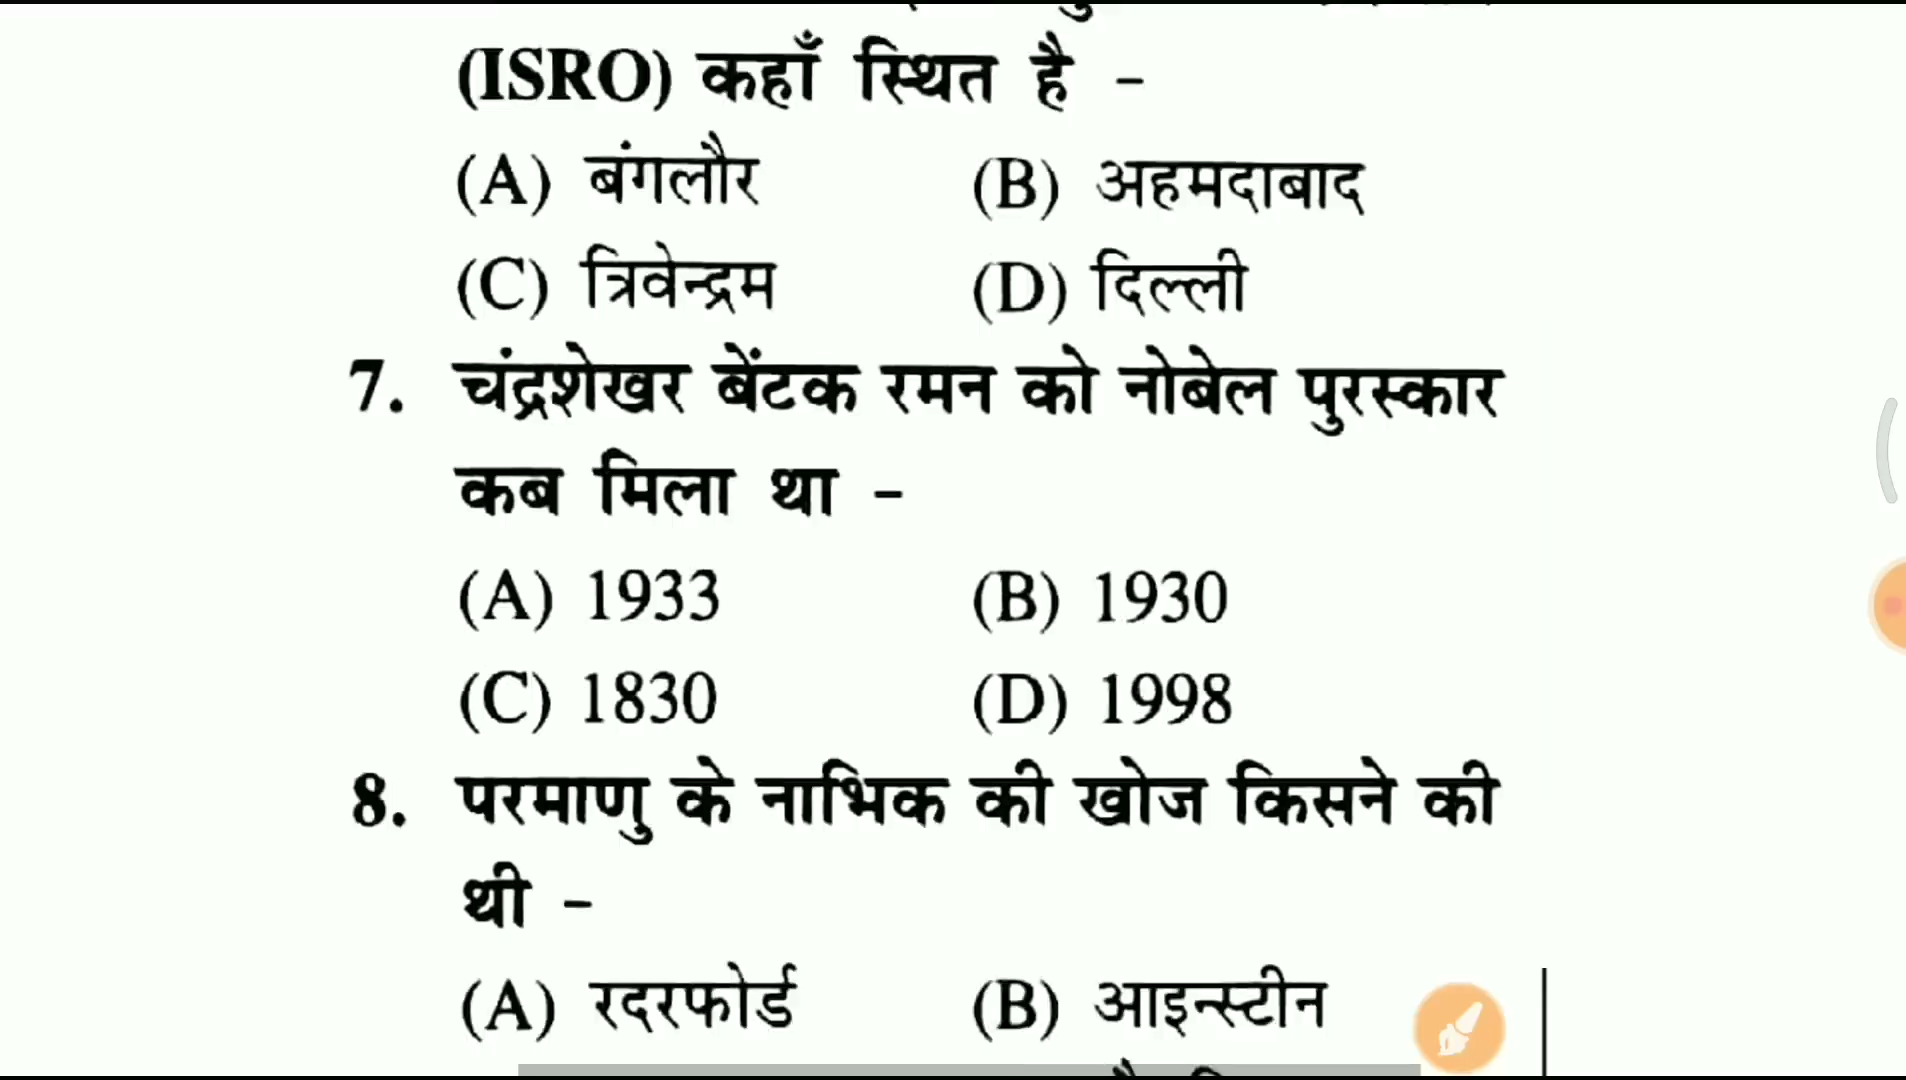 (ISRO) कहाँ स्थित है -
(A) बंगलौर (B) अहमदाबाद
(C) त्रिवेन्द्रम (D) दिल्ली
7. चंद्रशेखर बेंटक रमन को नोबेल पुरस्कार
कब मिला था -
(A) 1933 (B) 1930
(C) 1830 (D) 1998
8. परमाणु के नाभिक की खोज किसने की
थी -
(A) रदरफोर्ड (B) आइन्स्टीन